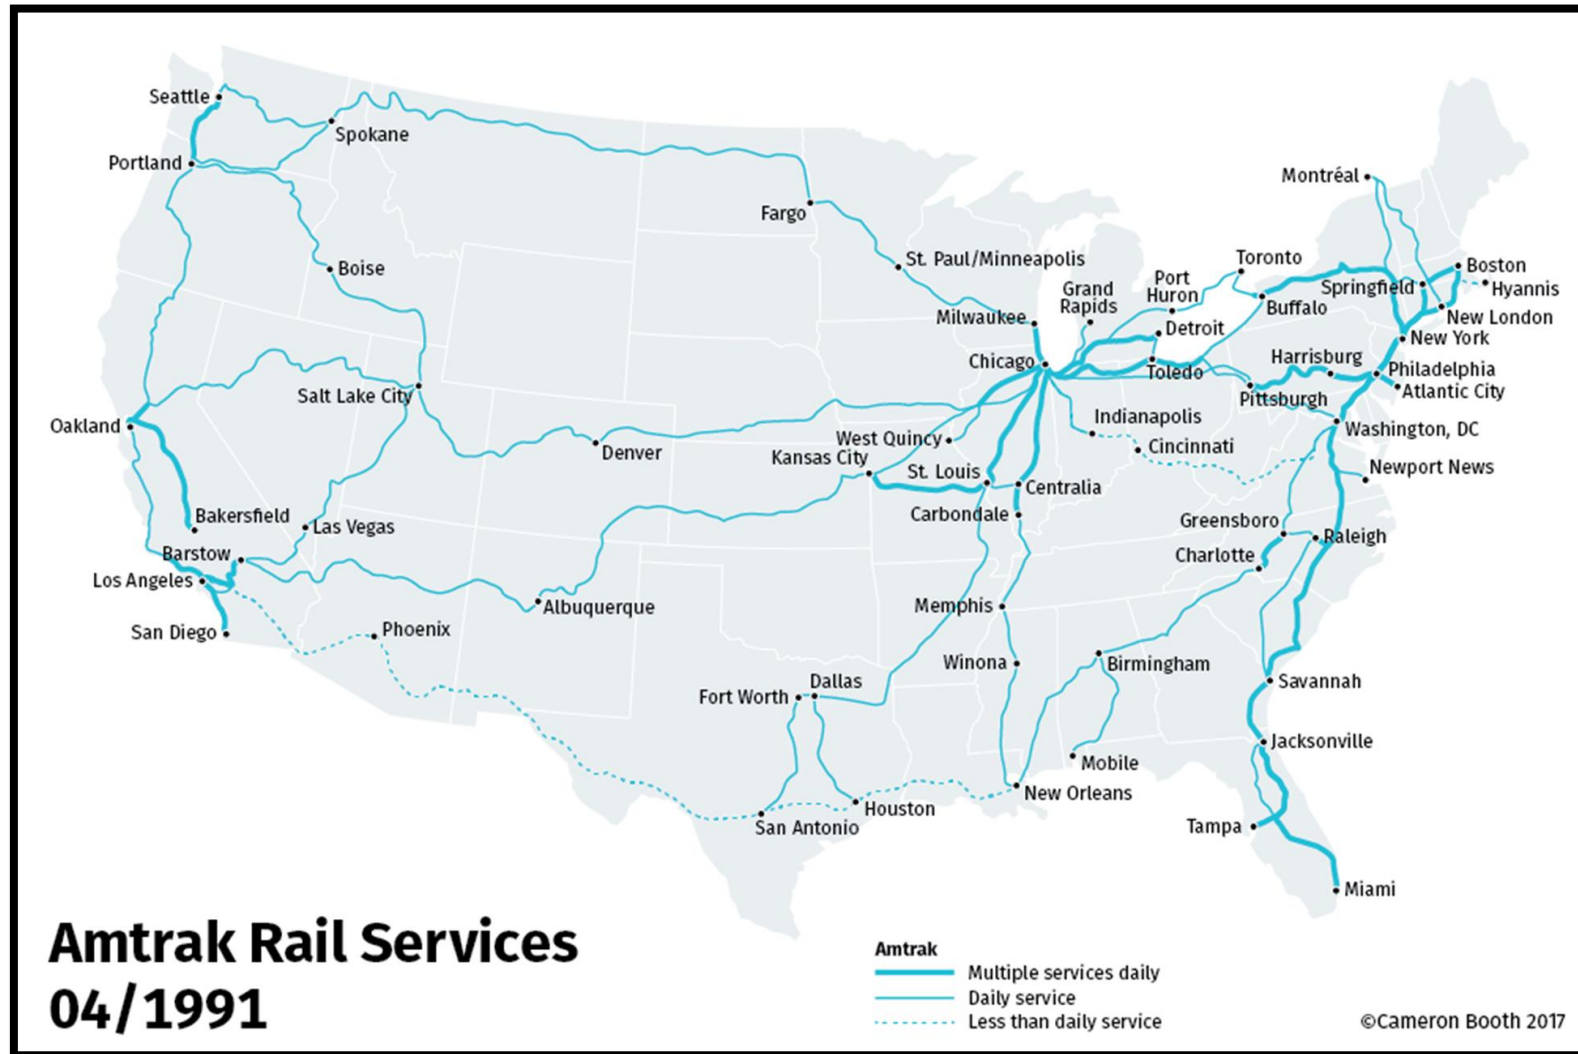 Seattle
Spokane
Portland
Montréal
Fargo
St. Paul/Minneapolis
Toronto
Boston
Boise
Port
Huron
Grand
Rapids
Springfield
Hyannis
Buffalo
Milwaukee
Detroit
New London
New York
Chicago
Harrisburg
Toledo
Philadelphia
Salt Lake City
Atlantic City
Pittsburgh
Indianapolis
Oakland
Washington, DC
West Quincy
Cincinnati
Denver
Kansas City
St. Louis
Newport News
Centralia
Bakersfield
Las Vegas
Carbondale
Greensboro
Raleigh
Barstow
Charlotte
Los Angeles
Albuquerque
Memphis
San Diego
Phoenix
Winona
Birmingham
Dallas
Savannah
Fort Worth
Jacksonville
Mobile
New Orleans
Houston
San Antonio
Tampa
Miami
Amtrak Rail Services
04/1991
Amtrak
Multiple services daily
Daily service
Less than daily service
©Cameron Booth 2017